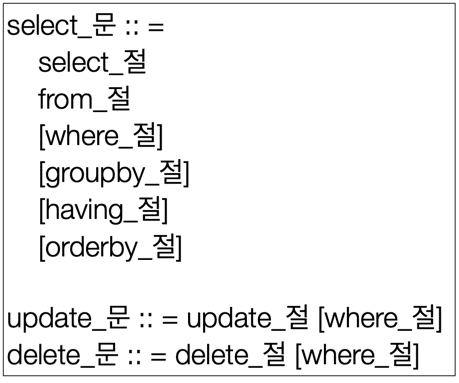 select_문 :: =
select_절
from_절
[where_절]
[groupby_절]
[having_절]
[orderby_절]
update_문 :: = update_절 [where_절]
delete_문 :: = delete_절 [where_절]